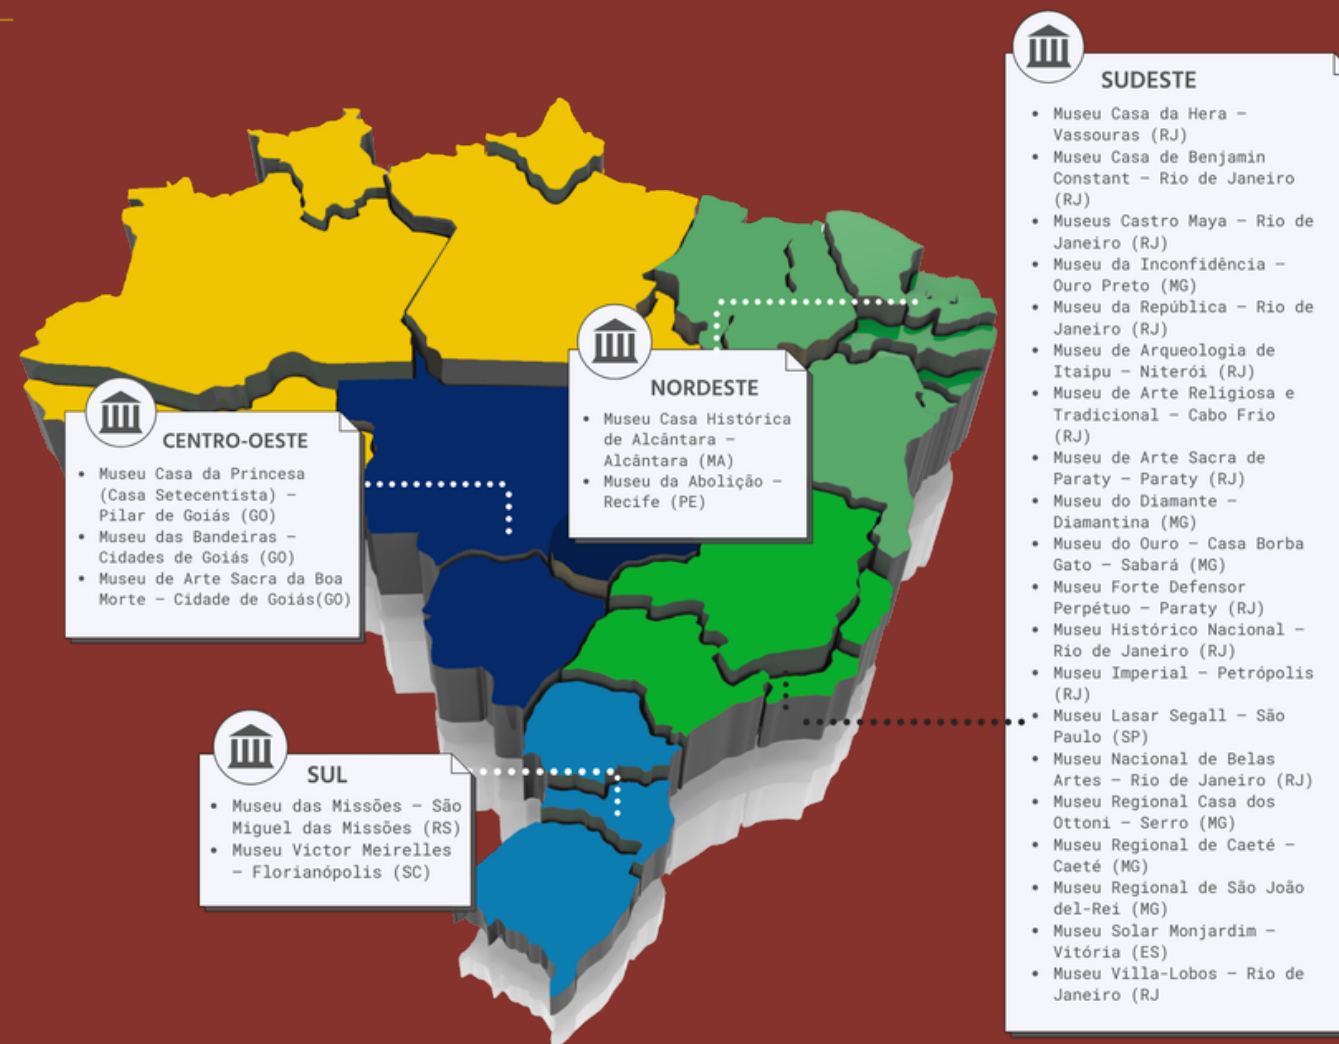 SUDESTE
• Museu Casa da Hera –
Vassouras (RJ)
• Museu Casa de Benjamin
Constant – Rio de Janeiro
(RJ)
• Museus Castro Maya – Rio de
Janeiro (RJ)
• Museu da Inconfidência –
Ouro Preto (MG)
• Museu da República – Rio de
Janeiro (RJ)
• Museu de Arqueologia de
Itaipu – Niterói (RJ)
• Museu de Arte Religiosa e
Tradicional – Cabo Frio
(RJ)
• Museu de Arte Sacra de
Paraty – Paraty (RJ)
• Museu do Diamante –
Diamantina (MG)
• Museu do Ouro – Casa Borba
Gato – Sabará (MG)
• Museu Forte Defensor
Perpétuo – Paraty (RJ)
• Museu Histórico Nacional –
Rio de Janeiro (RJ)
• Museu Imperial – Petrópolis
(RJ)
• Museu Lasar Segall – São
Paulo (SP)
• Museu Nacional de Belas
Artes – Rio de Janeiro (RJ)
• Museu Regional Casa dos
Ottoni – Serro (MG)
• Museu Regional de Caeté –
Caeté (MG)
• Museu Regional de São João
del-Rei (MG)
• Museu Solar Monjardim –
Vitória (ES)
• Museu Villa-Lobos – Rio de
Janeiro (RJ
NORDESTE
• Museu Casa Histórica
de Alcântara –
Alcântara (MA)
• Museu da Abolição –
Recife (PE)
CENTRO-OESTE
• Museu Casa da Princesa
(Casa Setecentista) –
Pilar de Goiás (GO)
• Museu das Bandeiras –
Cidades de Goiás (GO)
• Museu de Arte Sacra da Boa
Morte – Cidade de Goiás(GO)
SUL
• Museu das Missões – São
Miguel das Missões (RS)
• Museu Victor Meirelles
– Florianópolis (SC)